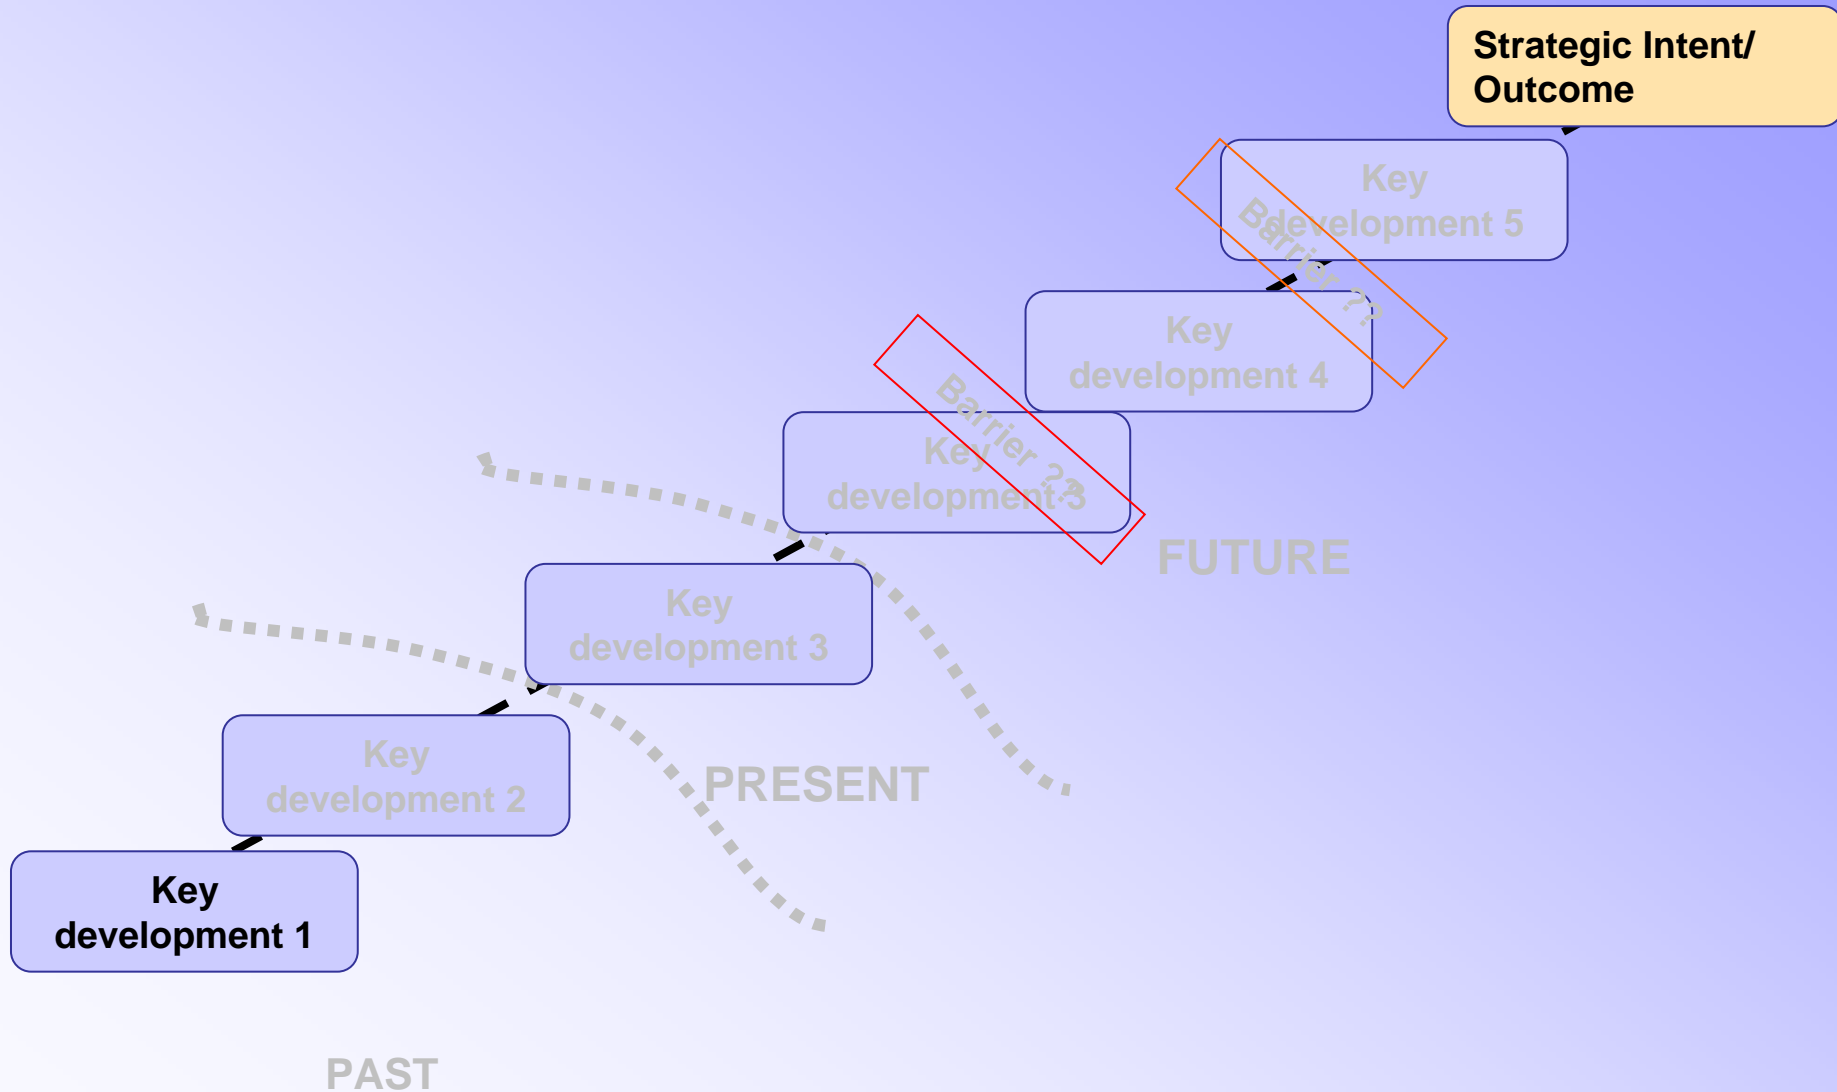 Strategic Intent/
Outcome
Key
development 5
Barrier ??
Key
development 4
Barrier ??
Key
development 3
FUTURE
Key
development 3
PRESENT
Key
development 2
Key
development 1
PAST